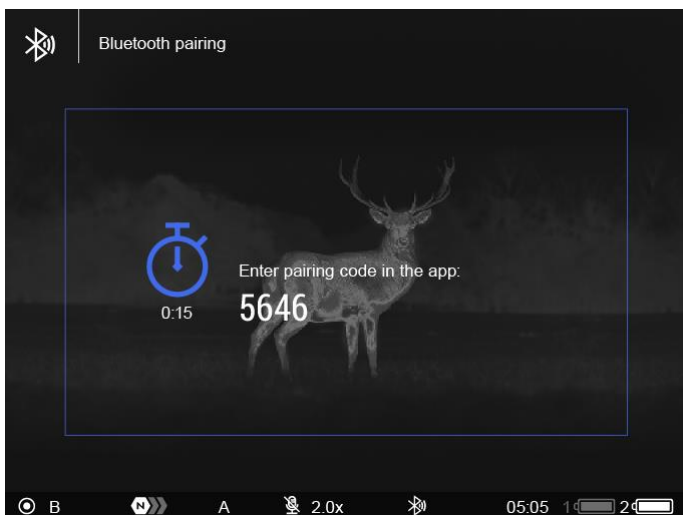 Bluetooth pairing
Enter pairing code in the app:
5646
0:15
B N A 2.0x 05:05 1 2